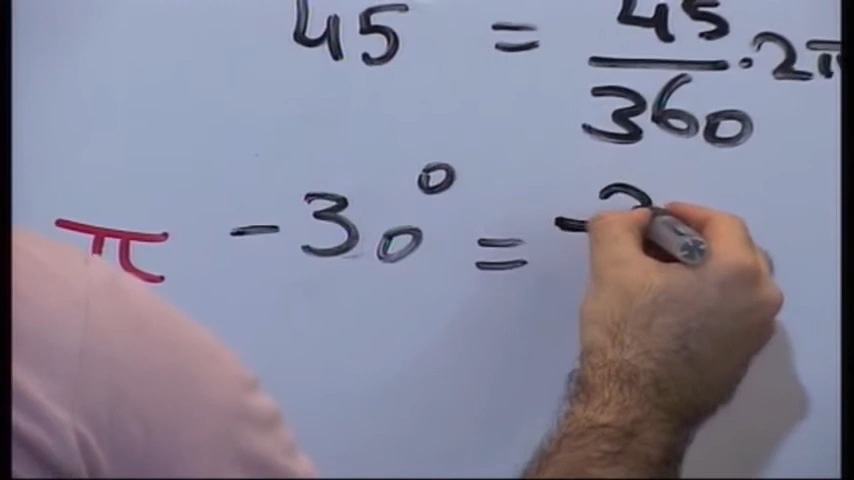 45 = 45/360 · 2π
π -30° = -